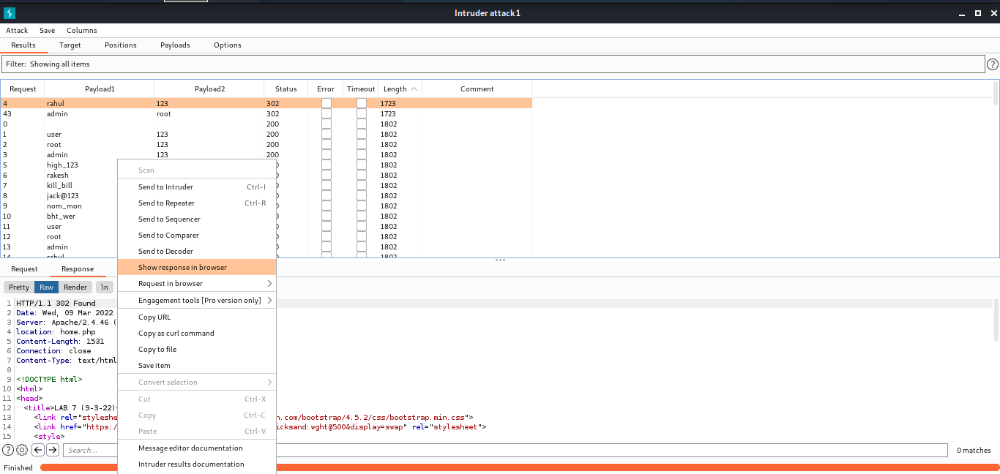 Intruder attack1
Attack Save Columns
Results Target Positions Payloads Options
Filter: Showing all items
Request Payload1 Payload2 Status Error Timeout Length Comment
4 rahul 123 302 1723
43 admin root 302 1723
0 200 1802
1 user 123 200 1802
2 root 123 200 1802
3 admin 123 200 1802
5 high_123 1802
6 rakesh 1802
7 kill_bill 1802
8 jack@123 1802
9 nom_mon 1802
10 bht_wer 1802
11 user 1802
12 root 1802
13 admin 1802
14 rahul 1802
Scan
Send to Intruder Ctrl-I
Send to Repeater Ctrl-R
Send to Sequencer
Send to Comparer
Send to Decoder
Show response in browser
Request in browser
Engagement tools [Pro version only]
Copy URL
Copy as curl command
Copy to file
Save item
Convert selection
Cut Ctrl-X
Copy Ctrl-C
Paste Ctrl-V
Message editor documentation
Intruder results documentation
Request Response
Pretty Raw Render \n
1 HTTP/1.1 302 Found
2 Date: Wed, 09 Mar 2022
3 Server: Apache/2.4.46 (
4 location: home.php
5 Content-Length: 1531
6 Connection: close
7 Content-Type: text/html
8
9 <!DOCTYPE html>
10 <html>
11 <head>
12 <title>LAB 7 (9-3-22)
13 <link rel="styleshe n.com/bootstrap/4.5.2/css/bootstrap.min.css">
14 <link href="https:/ icksand:wght@500&display=swap" rel="stylesheet">
15 <style>
Search... 0 matches
Finished